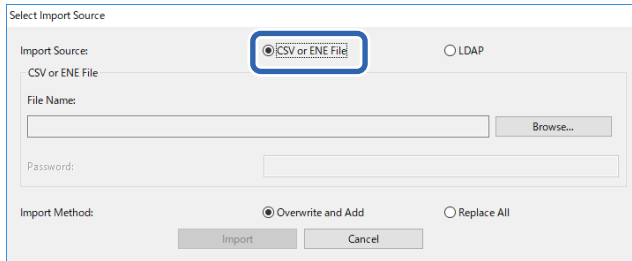 Select Import Source
Import Source: CSV or ENE File LDAP
CSV or ENE File
File Name:
Browse...
Password:
Import Method: Overwrite and Add Replace All
Import Cancel